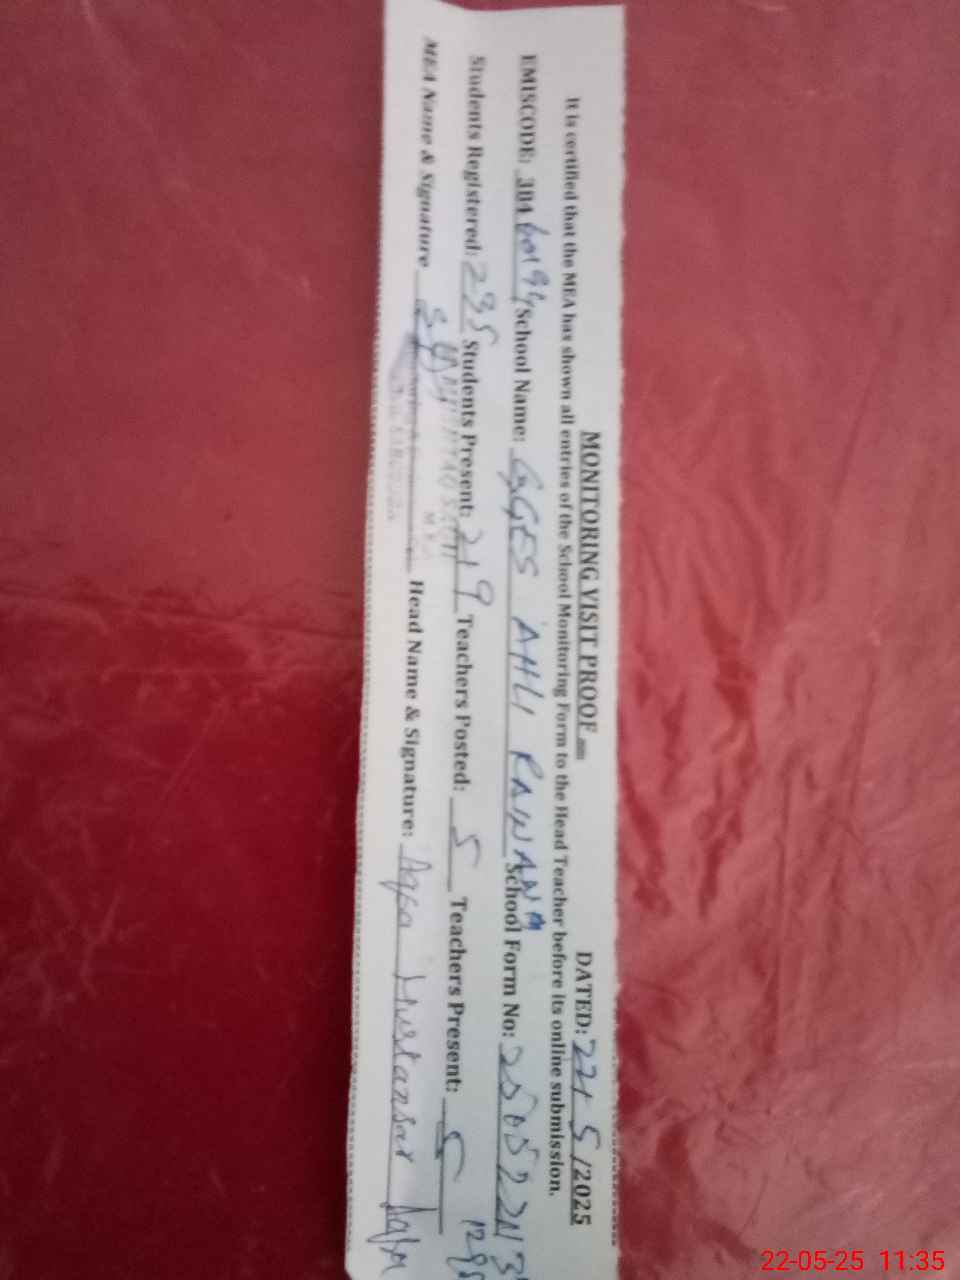 MONITORING VISIT PROOF DATED: 22/5/2025
It is certified that the MEA has shown all entries of the School Monitoring Form to the Head Teacher before its online submission.
EMISCODE: 384 School Name: GGES AHLI School Form No:
Students Registered: 235 Students Present: 219 Teachers Posted: 5 Teachers Present: 5
MEA Name & Signature Head Name & Signature: Aqsa Mustansar Aqsa
22-05-25 11:35